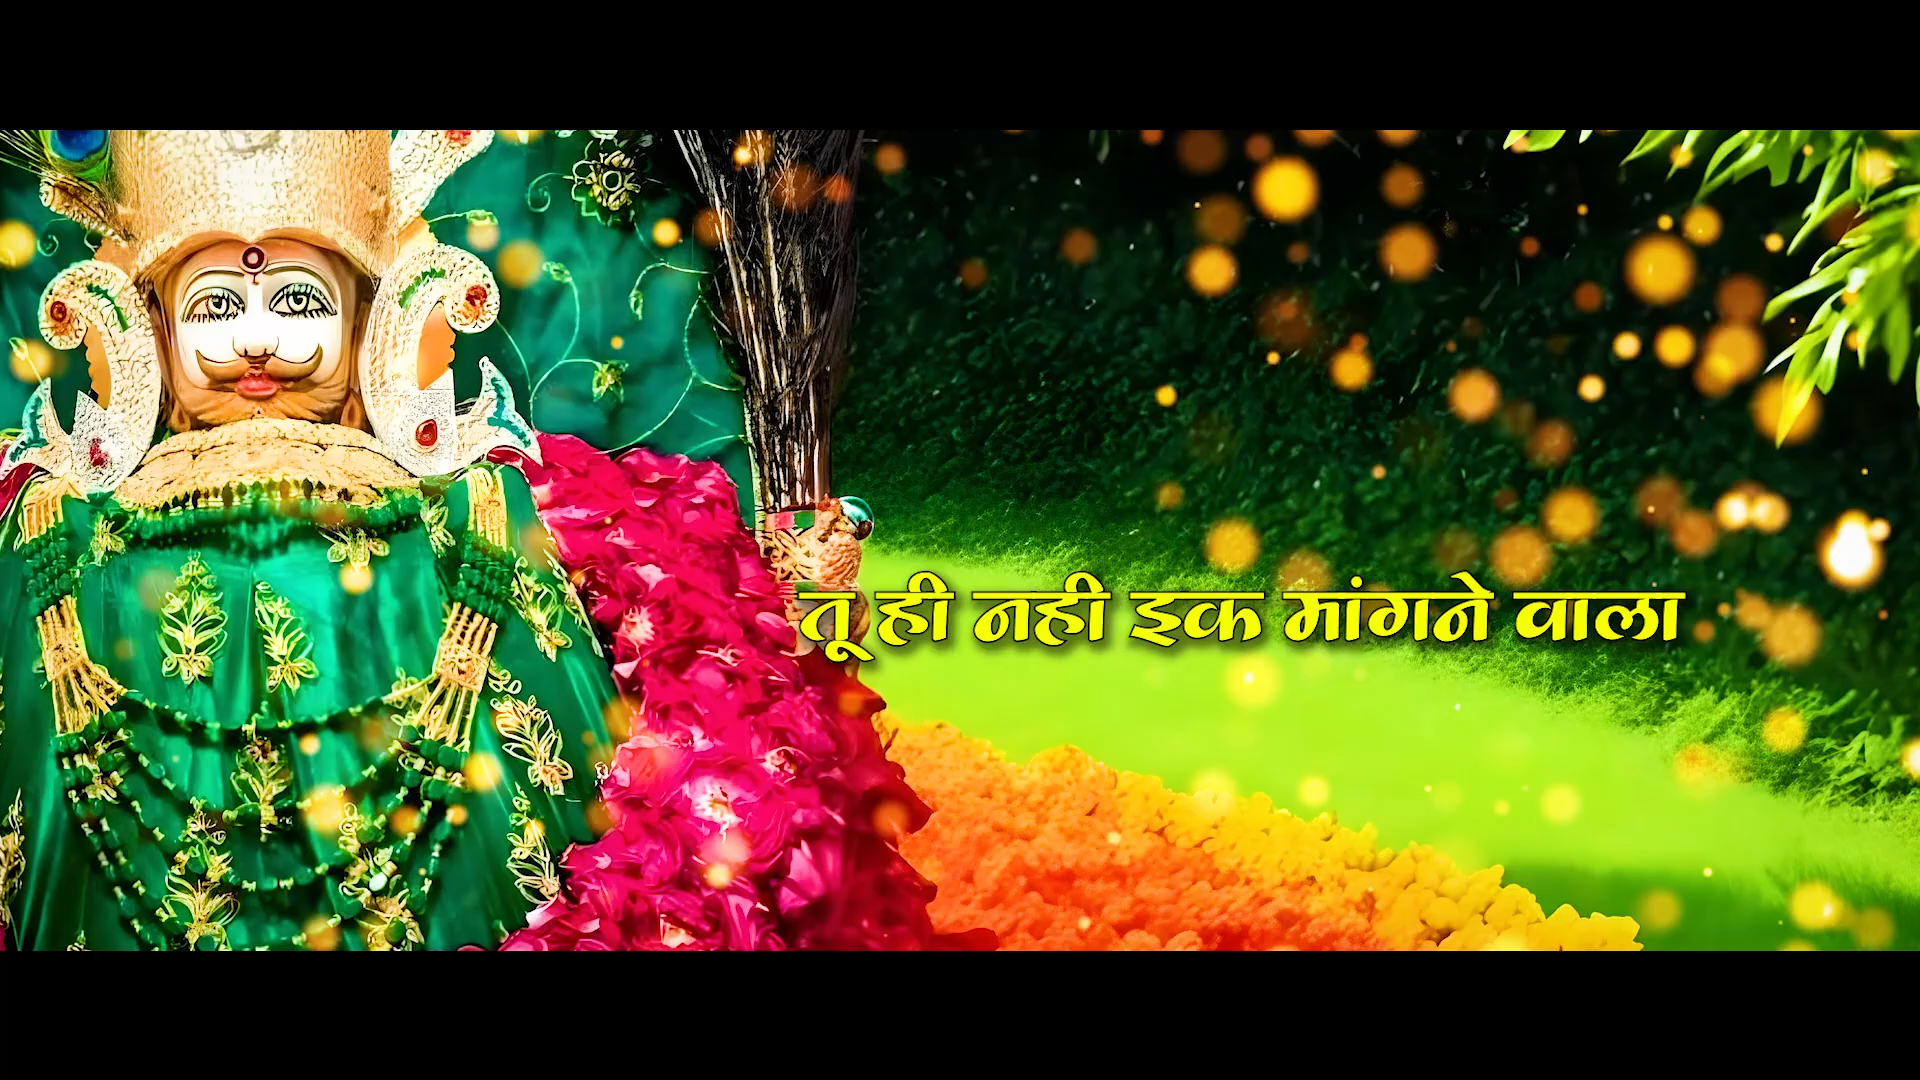 तू ही नही इक मांगने वाला